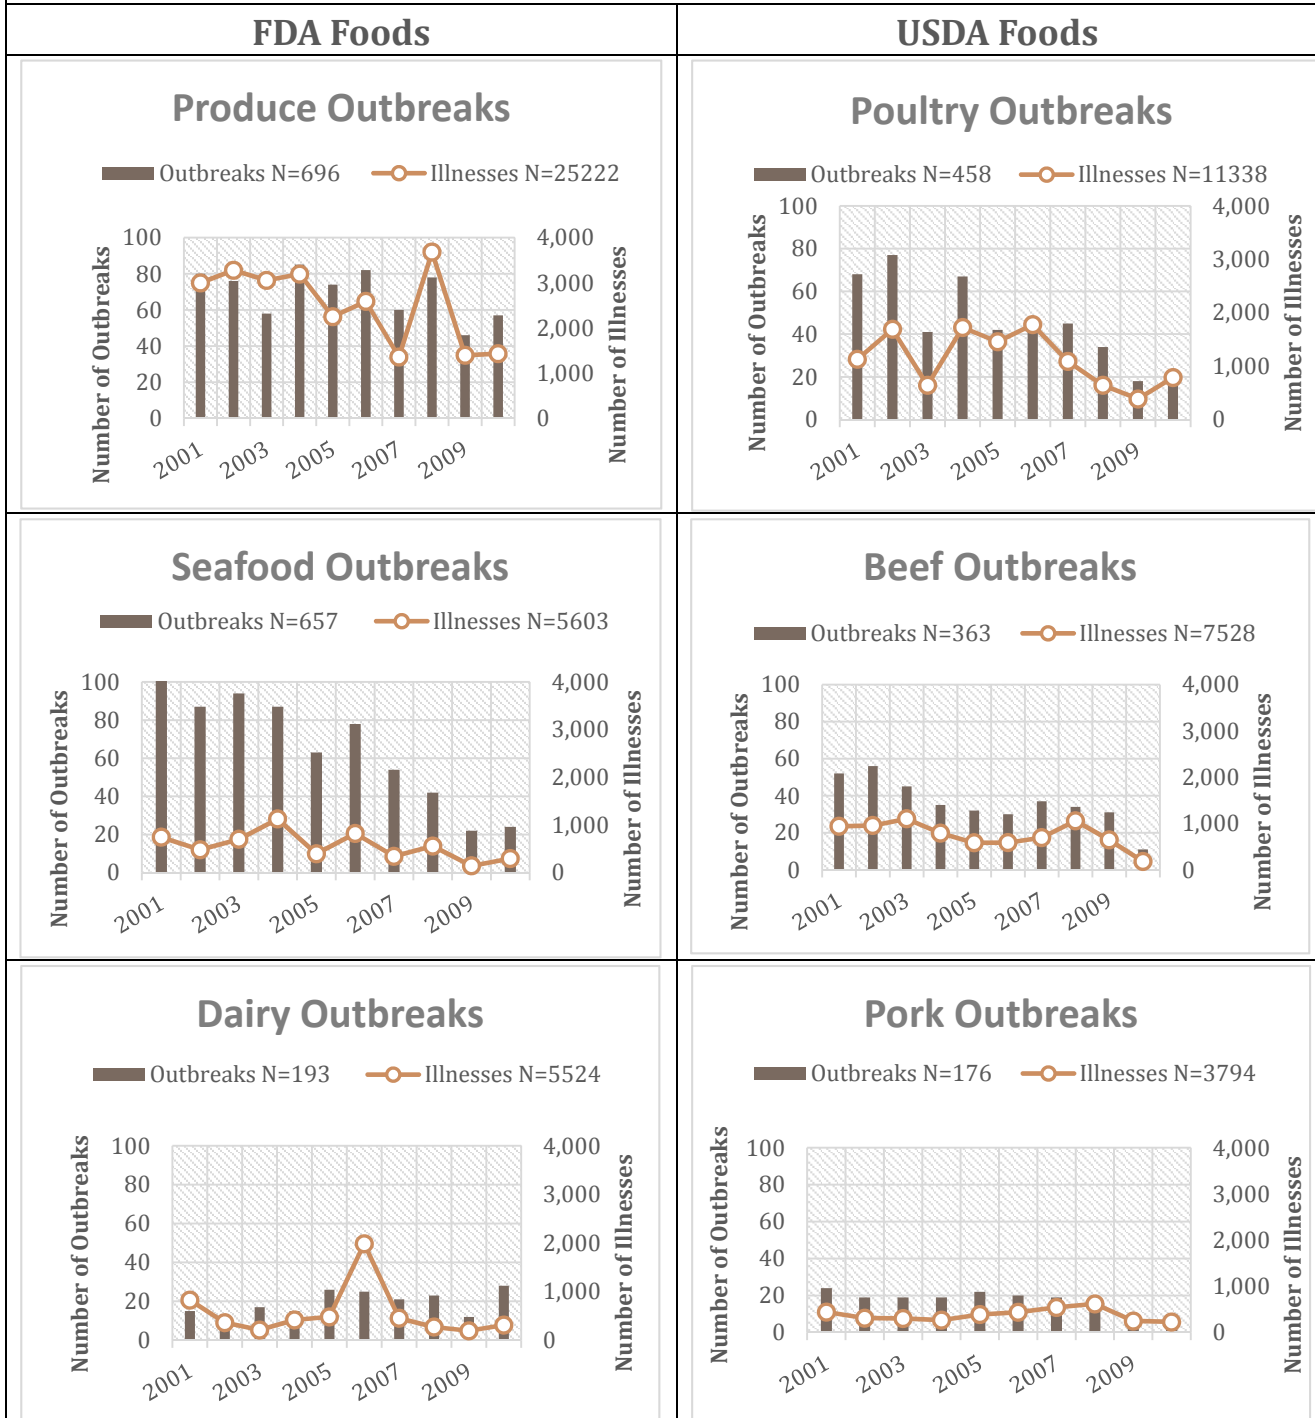 FDA Foods
USDA Foods
Produce Outbreaks
Outbreaks N=696 Illnesses N=25222
Number of Outbreaks
100
80
60
40
20
0
4,000
3,000
2,000
1,000
0
Number of Illnesses
2001 2003 2005 2007 2009
Poultry Outbreaks
Outbreaks N=458 Illnesses N=11338
Number of Outbreaks
100
80
60
40
20
0
4,000
3,000
2,000
1,000
0
Number of Illnesses
2001 2003 2005 2007 2009
Seafood Outbreaks
Outbreaks N=657 Illnesses N=5603
Number of Outbreaks
100
80
60
40
20
0
4,000
3,000
2,000
1,000
0
Number of Illnesses
2001 2003 2005 2007 2009
Beef Outbreaks
Outbreaks N=363 Illnesses N=7528
Number of Outbreaks
100
80
60
40
20
0
4,000
3,000
2,000
1,000
0
Number of Illnesses
2001 2003 2005 2007 2009
Dairy Outbreaks
Outbreaks N=193 Illnesses N=5524
Number of Outbreaks
100
80
60
40
20
0
4,000
3,000
2,000
1,000
0
Number of Illnesses
2001 2003 2005 2007 2009
Pork Outbreaks
Outbreaks N=176 Illnesses N=3794
Number of Outbreaks
100
80
60
40
20
0
4,000
3,000
2,000
1,000
0
Number of Illnesses
2001 2003 2005 2007 2009